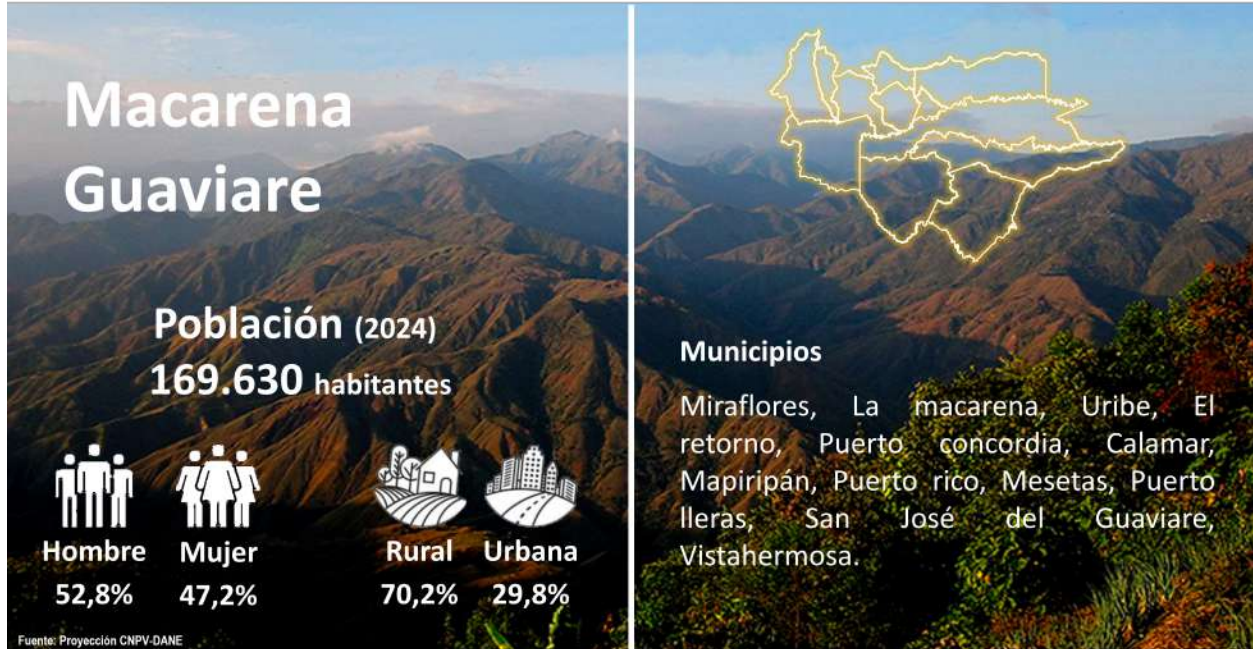 Macarena
Guaviare
Población (2024)
169.630 habitantes
Hombre Mujer Rural Urbana
52,8% 47,2% 70,2% 29,8%
Fuente: Proyección CNPV-DANE
Municipios
Miraflores, La macarena, Uribe, El
retorno, Puerto concordia, Calamar,
Mapiripán, Puerto rico, Mesetas, Puerto
lleras, San José del Guaviare,
Vistahermosa.